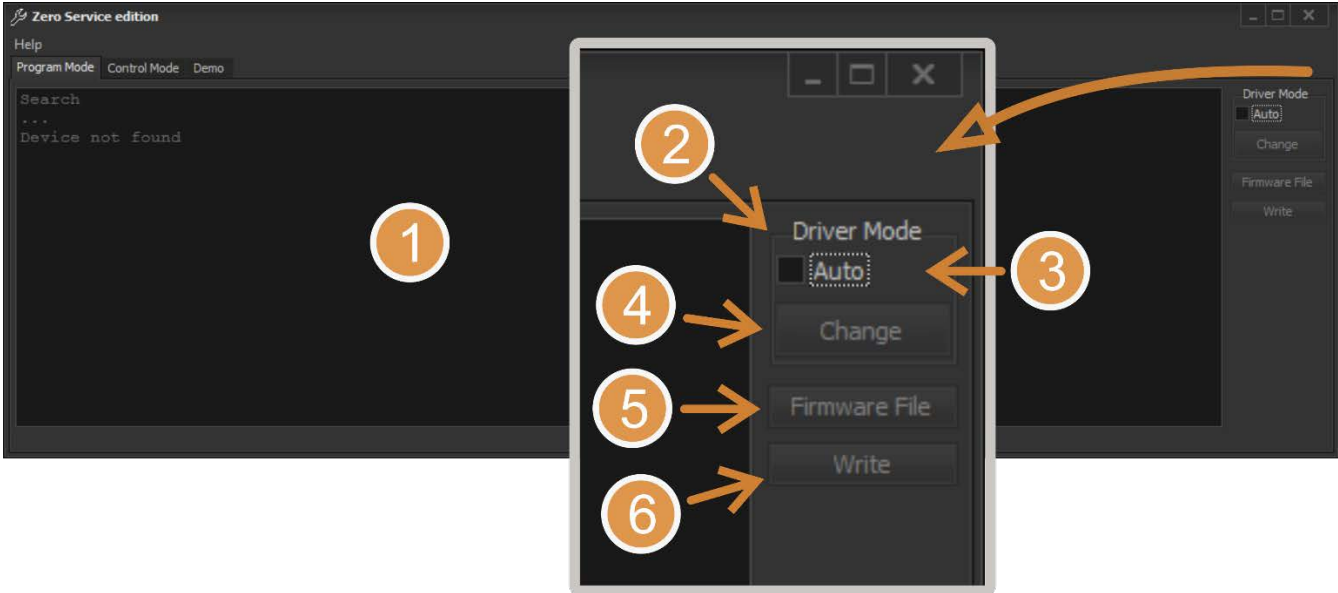 Zero Service edition
Help
Program Mode Control Mode Demo
Search
...
Device not found
Driver Mode
Auto
Change
Firmware File
Write
1
2
Driver Mode
3
Auto
4
Change
5
Firmware File
Write
6